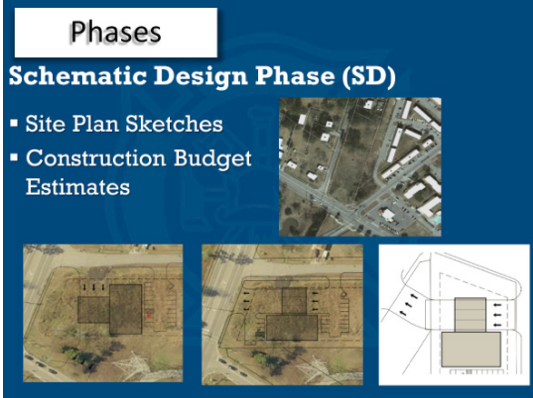 Phases
Schematic Design Phase (SD)
▪ Site Plan Sketches
▪ Construction Budget
Estimates